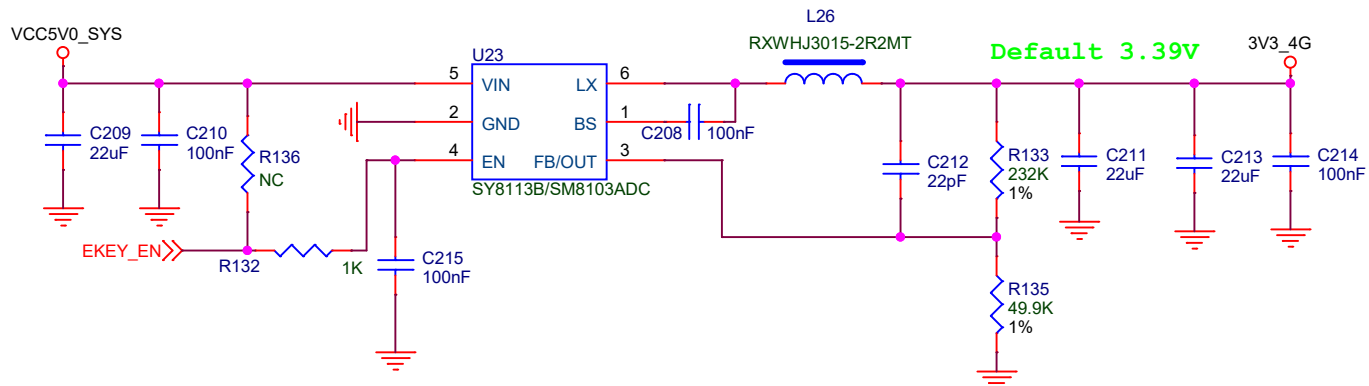 L26
RXWHJ3015-2R2MT
VCC5V0_SYS
Default 3.39V
3V3_4G
U23
5 VIN LX 6
2 GND BS 1
4 EN FB/OUT 3
SY8113B/SM8103ADC
C208 100nF
C209
22uF
C210
100nF
R136
NC
C212
22pF
R133
232K
1%
C211
22uF
C213
22uF
C214
100nF
EKEY_EN
R132
1K
C215
100nF
R135
49.9K
1%